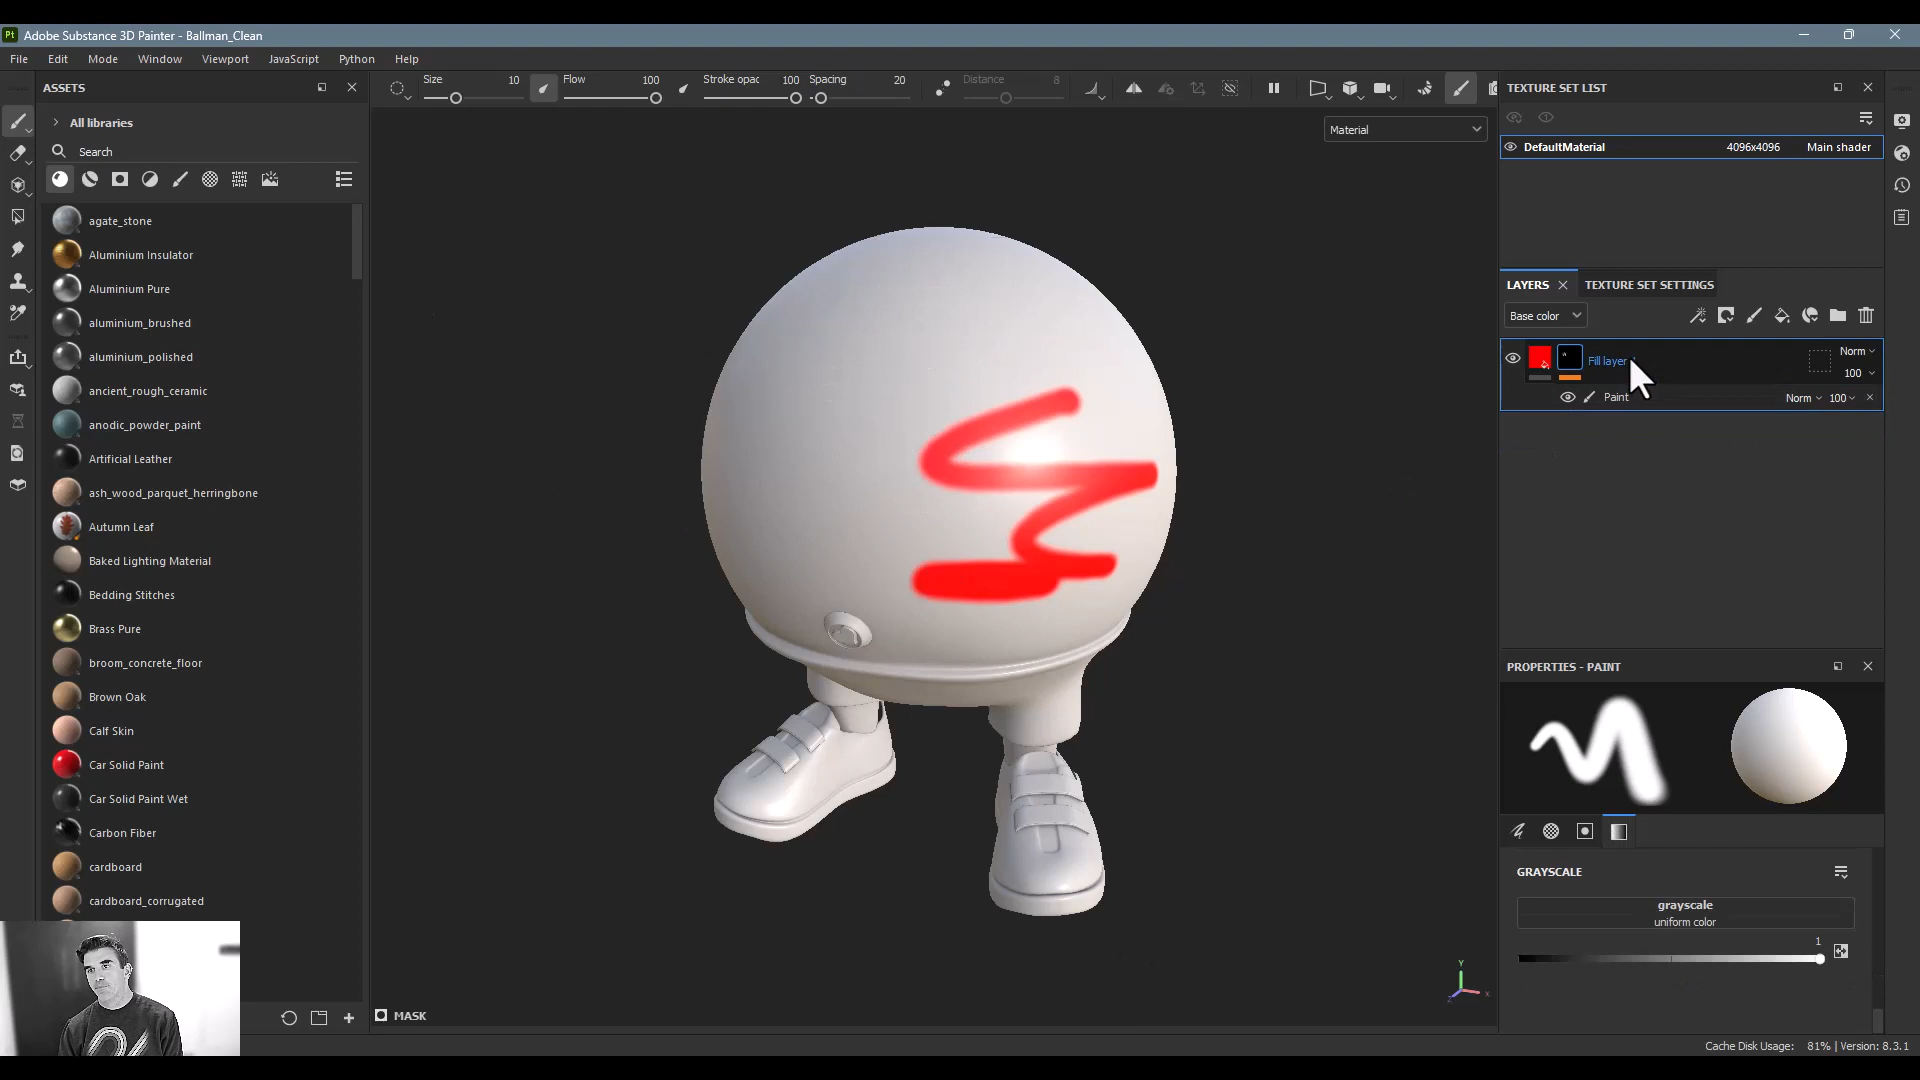 Pt Adobe Substance 3D Painter - Ballman_Clean
File Edit Mode Window Viewport JavaScript Python Help
ASSETS
All libraries
Search
agate_stone
Aluminium Insulator
Aluminium Pure
aluminium_brushed
aluminium_polished
ancient_rough_ceramic
anodic_powder_paint
Artificial Leather
ash_wood_parquet_herringbone
Autumn Leaf
Baked Lighting Material
Bedding Stitches
Brass Pure
broom_concrete_floor
Brown Oak
Calf Skin
Car Solid Paint
Car Solid Paint Wet
Carbon Fiber
cardboard
cardboard_corrugated
Size 10 Flow 100 Stroke opac 100 Spacing 20 Distance 8
Material
MASK
Y
X
Z
TEXTURE SET LIST
DefaultMaterial 4096x4096 Main shader
LAYERS TEXTURE SET SETTINGS
Base color
Fill layer
Norm
100
Paint Norm 100
PROPERTIES - PAINT
GRAYSCALE
grayscale
uniform color
1
Cache Disk Usage: 81% | Version: 8.3.1